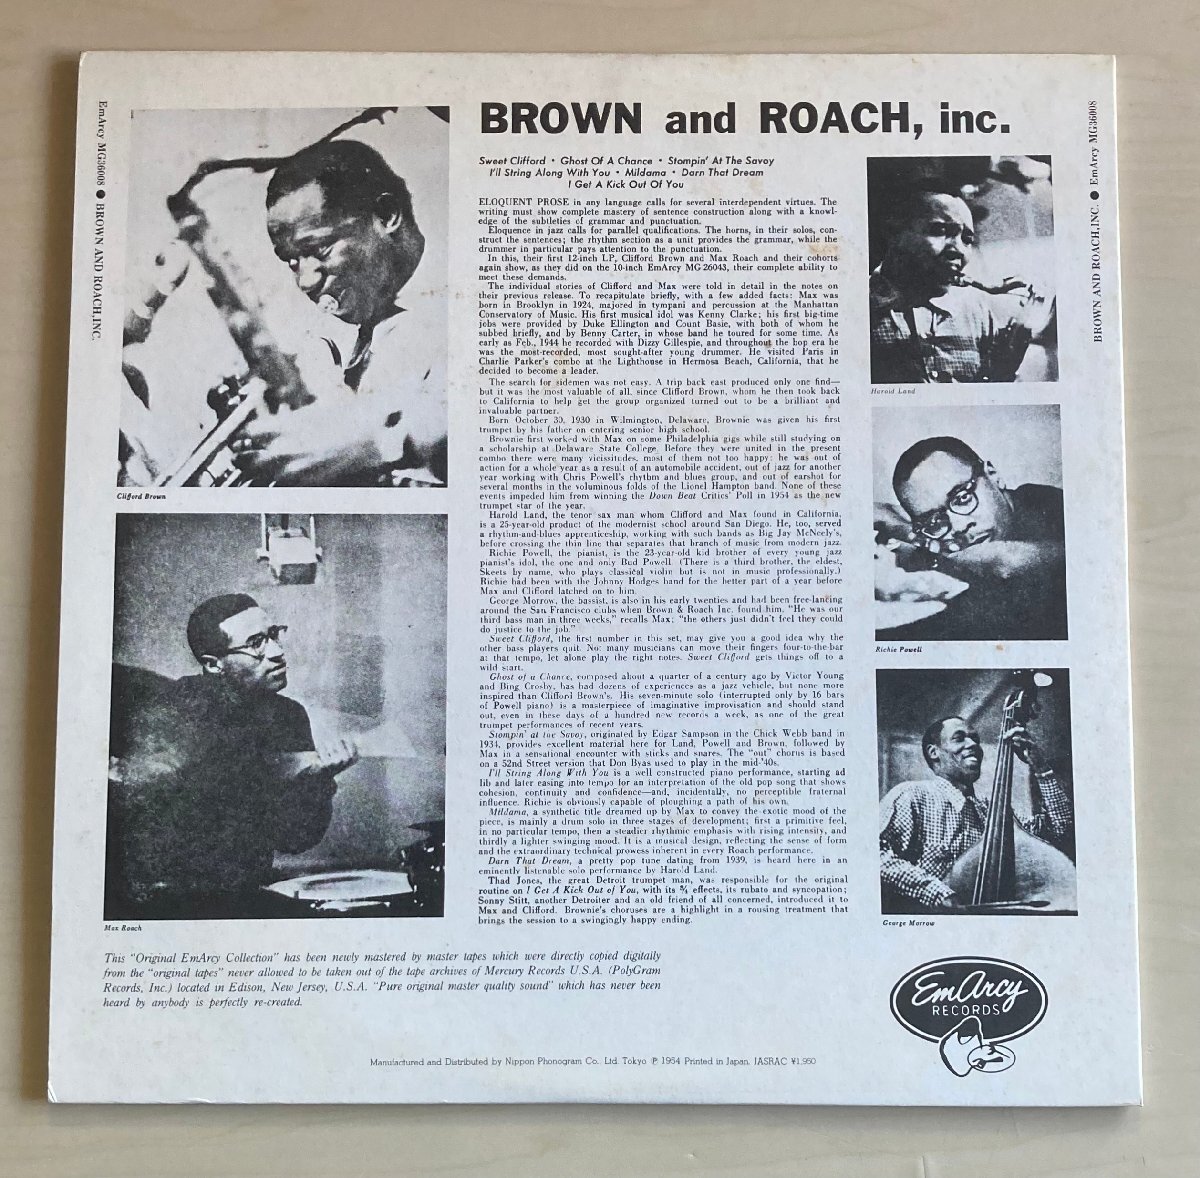 BROWN and ROACH, inc.
Sweet Clifford • Ghost Of A Chance • Stompin' At The Savoy
I'll String Along With You • Mildama • Darn That Dream
I Get A Kick Out Of You
ELOQUENT PROSE in any language calls for several interdependent virtues. The
writing must show complete mastery of sentence construction along with a knowl-
edge of the subtleties of grammar and punctuation.
Eloquence in jazz calls for parallel qualifications. The horns, in their solos, con-
struct the sentences; the rhythm section as a unit provides the grammar, while the
drummer in particular pays attention to the punctuation.
In this, their first 12-inch LP, Clifford Brown and Max Roach and their cohorts
again show, as they did on the 10-inch EmArcy MG 26043, their complete ability to
meet these demands.
The individual stories of Clifford and Max were told in detail in the notes on
their previous release. To recapitulate briefly, with a few added facts: Max was
born in Brooklyn in 1924, majored in tympani and percussion at the Manhattan
Conservatory of Music. His first musical idol was Kenny Clarke; his first big-time
jobs were provided by Duke Ellington and Count Basie, with both of whom he
subbed briefly, and by Benny Carter, in whose band he toured for some time. As
early as Feb., 1944 he recorded with Dizzy Gillespie, and throughout the bop era he
was the most-recorded, most sought-after young drummer. He visited Paris in
Charlie Parker's combo at the Lighthouse in Hermosa Beach, California, that he
decided to become a leader.
The search for sidemen was not easy. A trip back east produced only one find—
but it was the most valuable of all, since Clifford Brown, whom he then took back
to California to help get the group organized turned out to be a brilliant and
invaluable partner.
Born October 30, 1930 in Wilmington, Delaware, Brownie was given his first
trumpet by his father on entering senior high school.
Brownie first worked with Max on some Philadelphia gigs while still studying on
a scholarship at Delaware State College. Before they were united in the present
combo there were many vicissitudes, most of them not too happy: he was out of
action for a whole year as a result of an automobile accident, out of jazz for another
year working with Chris Powell's rhythm and blues group, and out of earshot for
several months in the voluminous folds of the Lionel Hampton band. None of these
events impeded him from winning the Down Beat Critics' Poll in 1954 as the new
trumpet star of the year.
Harold Land, the tenor sax man whom Clifford and Max found in California,
is a 25-year-old product of the modernist school around San Diego. He, too, served
a rhythm-and-blues apprenticeship, working with such bands as Big Jay McNeely's,
before crossing the thin line that separates that branch of music from modern jazz.
Richie Powell, the pianist, is the 23-year-old kid brother of every young jazz
pianist's idol, the one and only Bud Powell. (There is a third brother, the eldest,
Skeets by name, who plays classical violin but is not in music professionally.)
Richie had been with the Johnny Hodges band for the better part of a year before
Max and Clifford latched on to him.
George Morrow, the bassist, is also in his early twenties and had been free-lancing
around the San Francisco clubs when Brown & Roach Inc. found him. "He was our
third bass man in three weeks," recalls Max; "the others just didn't feel they could
do justice to the job."
Sweet Clifford, the first number in this set, may give you a good idea why the
other bass players quit. Not many musicians can move their fingers four-to-the-bar
at that tempo, let alone play the right notes. Sweet Clifford gets things off to a
wild start.
Ghost of a Chance, composed about a quarter of a century ago by Victor Young
and Bing Crosby, has had dozens of experiences as a jazz vehicle, but none more
inspired than Clifford Brown's. His seven-minute solo (interrupted only by 16 bars
of Powell piano) is a masterpiece of imaginative improvisation and should stand
out, even in these days of a hundred new records a week, as one of the great
trumpet performances of recent years.
Stompin' at the Savoy, originated by Edgar Sampson in the Chick Webb band in
1934, provides excellent material here for Land, Powell and Brown, followed by
Max in a sensational encounter with sticks and snares. The "out" chorus is based
on a 52nd Street version that Don Byas used to play in the mid-'40s.
I'll String Along With You is a well constructed piano performance, starting ad
lib and later easing into tempo for an interpretation of the old pop song that shows
cohesion, continuity and confidence—and, incidentally, no perceptible fraternal
influence. Richie is obviously capable of ploughing a path of his own.
Mildama, a synthetic title dreamed up by Max to convey the exotic mood of the
piece, is mainly a drum solo in three stages of development; first a primitive feel,
in no particular tempo, then a steadier rhythmic emphasis with rising intensity, and
thirdly a lighter swinging mood. It is a musical design, reflecting the sense of form
and the extraordinary technical prowess inherent in every Roach performance.
Darn That Dream, a pretty pop tune dating from 1939, is heard here in an
eminently listenable solo performance by Harold Land.
Thad Jones, the great Detroit trumpet man, was responsible for the original
routine on I Get A Kick Out of You, with its ¾ effects, its rubato and syncopation;
Sonny Stitt, another Detroiter and an old friend of all concerned, introduced it to
Max and Clifford. Brownie's choruses are a highlight in a rousing treatment that
brings the session to a swingingly happy ending.
EmArcy MG36008 ● BROWN AND ROACH,INC.
Clifford Brown
Max Roach
BROWN AND ROACH,INC. ● EmArcy MG36008
Harold Land
Richie Powell
George Morrow
This "Original EmArcy Collection" has been newly mastered by master tapes which were directly copied digitally
from the "original tapes" never allowed to be taken out of the tape archives of Mercury Records U.S.A. (PolyGram
Records, Inc.) located in Edison, New Jersey, U.S.A. "Pure original master quality sound" which has never been
heard by anybody is perfectly re-created.
EmArcy
RECORDS
Manufactured and Distributed by Nippon Phonogram Co., Ltd. Tokyo ℗ 1954 Printed in Japan. JASRAC ¥1,950